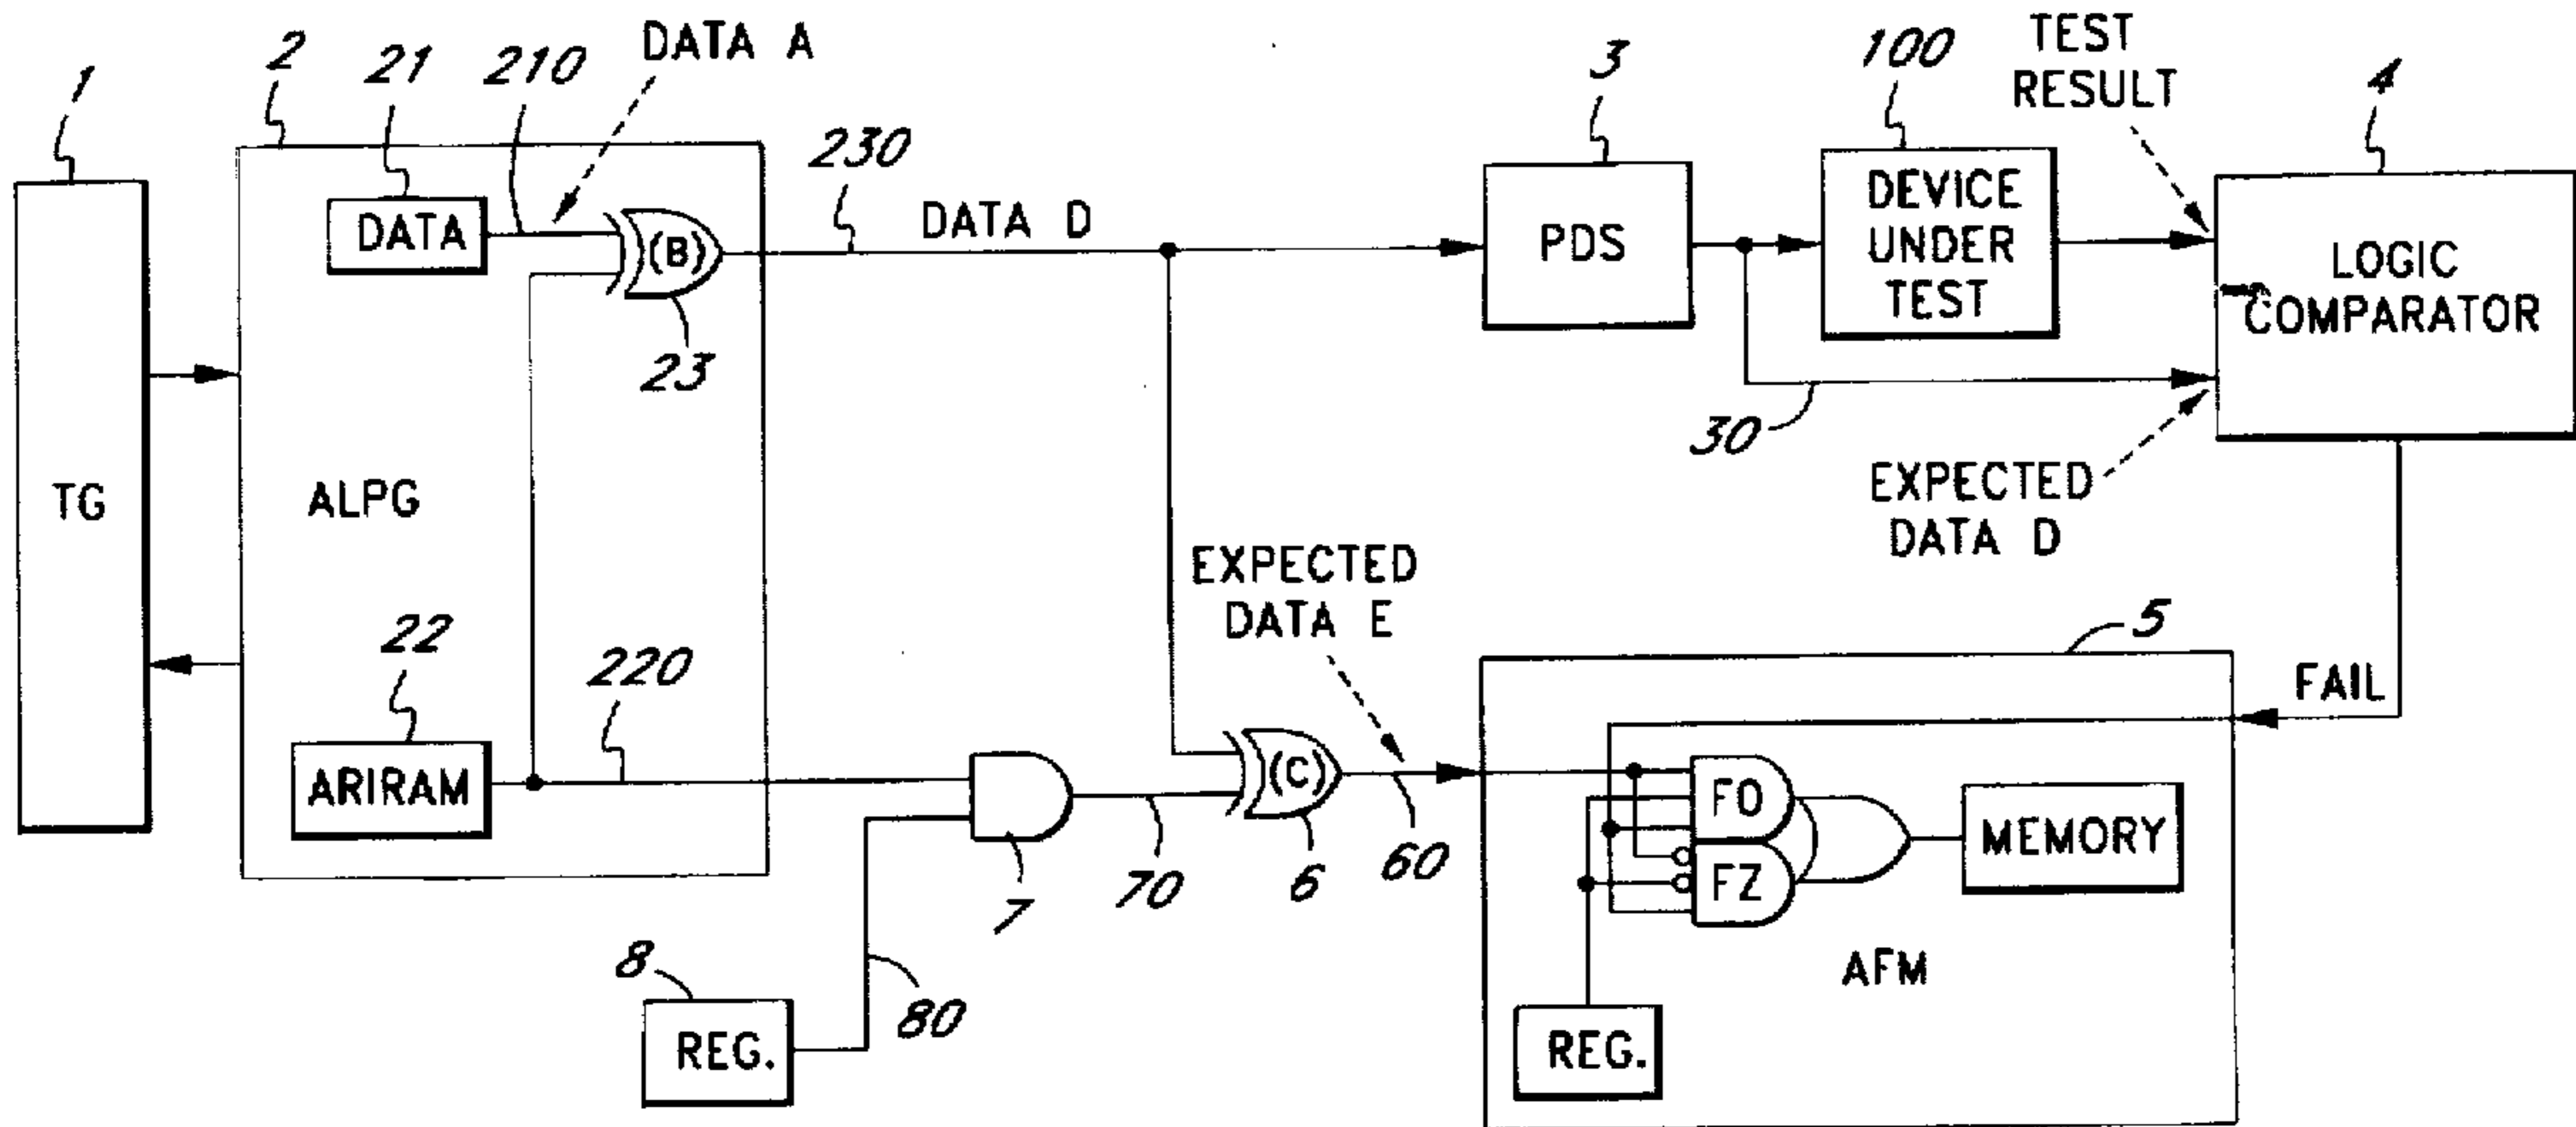 1
2
21
210
DATA A
DATA
(B)
23
230
DATA D
3
PDS
100
DEVICE
UNDER
TEST
TEST
RESULT
4
LOGIC
COMPARATOR
30
EXPECTED
DATA D
TG
ALPG
22
ARIRAM
220
7
70
8
REG.
80
EXPECTED
DATA E
(C)
6
60
5
FAIL
FO
FZ
MEMORY
AFM
REG.